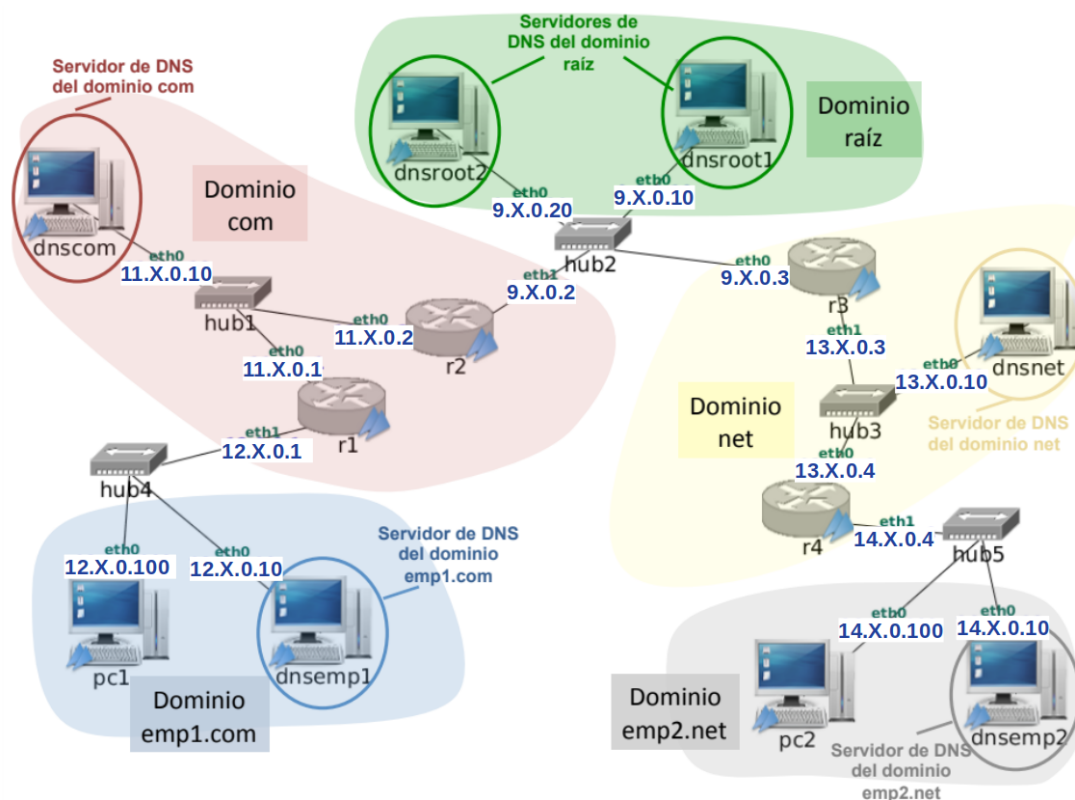 Servidores de
DNS del dominio
raíz
Servidor de DNS
del dominio com
Dominio
raíz
dnsroot2
dnsroot1
eth0
9.X.0.20
eth0
9.X.0.10
Dominio
com
dnscom
eth0
11.X.0.10
hub2
eth1
9.X.0.2
eth0
9.X.0.3
r3
hub1
eth0
11.X.0.2
eth0
11.X.0.1
r2
eth1
13.X.0.3
eth0
13.X.0.10
dnsnet
Dominio
net
hub3
Servidor de DNS
del dominio net
eth1
12.X.0.1
r1
hub4
eth0
13.X.0.4
r4
eth1
14.X.0.4
hub5
Servidor de DNS
del dominio
emp1.com
eth0
12.X.0.100
eth0
12.X.0.10
pc1
dnsemp1
Dominio
emp1.com
eth0
14.X.0.100
eth0
14.X.0.10
Dominio
emp2.net
pc2
dnsemp2
Servidor de DNS
del dominio
emp2.net